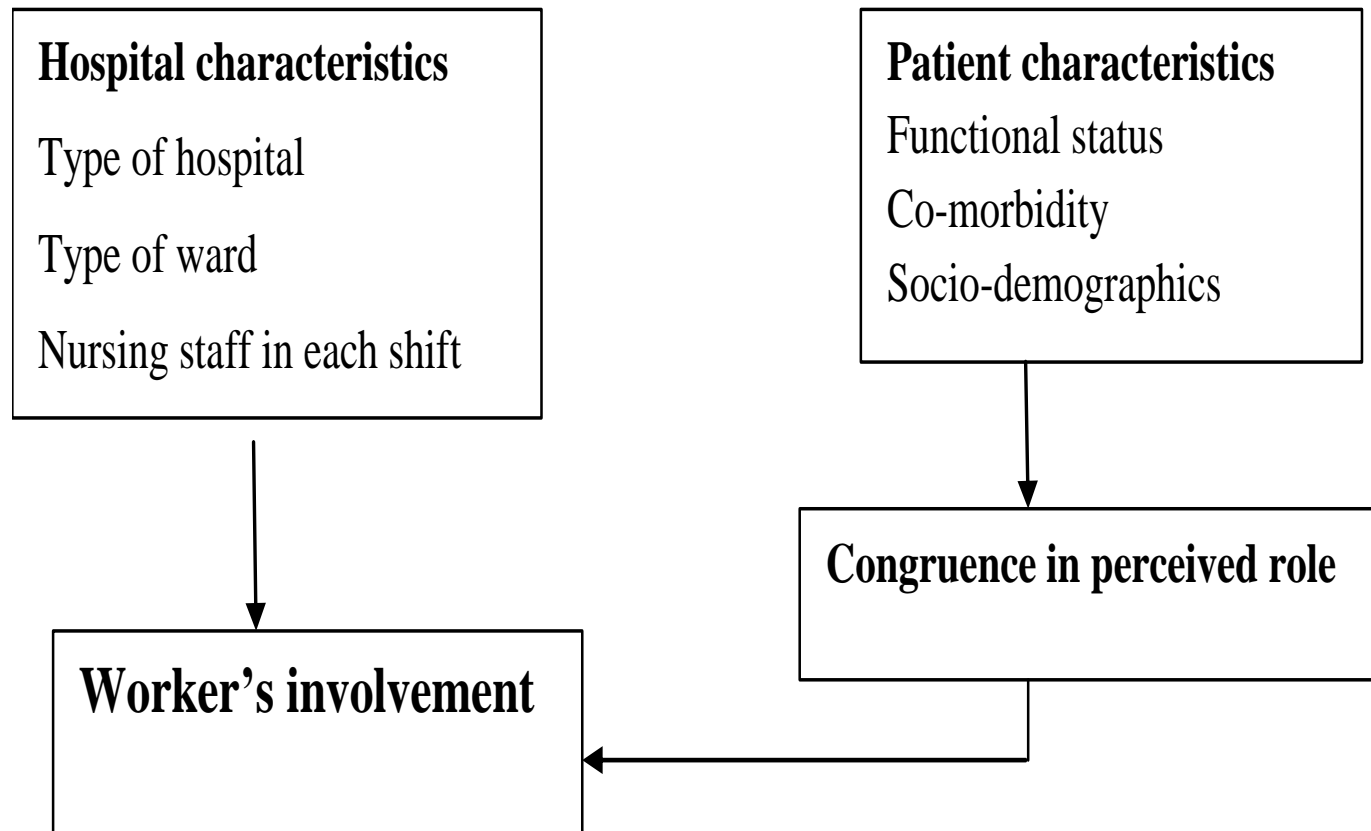 Hospital characteristics
Type of hospital
Type of ward
Nursing staff in each shift
Patient characteristics
Functional status
Co-morbidity
Socio-demographics
Congruence in perceived role
Worker’s involvement